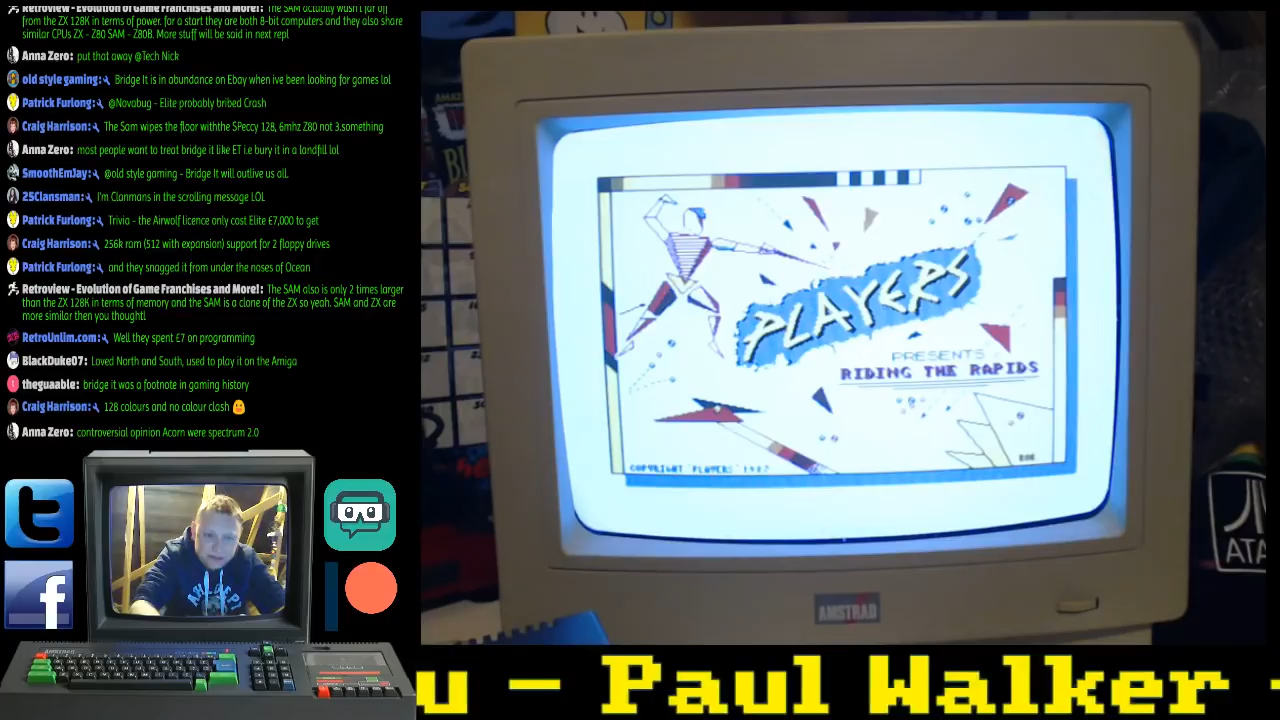 Retroview - Evolution of Game Franchises and More!: The SAM actually wasn't far off
from the ZX 128K in terms of power. for a start they are both 8-bit computers and they also share
similar CPUs ZX - Z80 SAM - Z80B. More stuff will be said in next repl
Anna Zero: put that away @Tech Nick
old style gaming: Bridge It is in abundance on Ebay when ive been looking for games lol
Patrick Furlong: @Novabug - Elite probably bribed Crash
Craig Harrison: The Sam wipes the floor withthe SPeccy 128, 6mhz Z80 not 3.something
Anna Zero: most people want to treat bridge it like ET i.e bury it in a landfill lol
SmoothEmJay: @old style gaming - Bridge It will outlive us all.
25Clansman: I'm Clanmans in the scrolling message LOL
Patrick Furlong: Trivia - the Airwolf licence only cost Elite £7,000 to get
Craig Harrison: 256k ram (512 with expansion) support for 2 floppy drives
Patrick Furlong: and they snagged it from under the noses of Ocean
Retroview - Evolution of Game Franchises and More!: The SAM also is only 2 times larger
than the ZX 128K in terms of memory and the SAM is a clone of the ZX so yeah. SAM and ZX are
more similar then you thought!
RetroUnlim.com: Well they spent £7 on programming
BlackDuke07: Loved North and South, used to play it on the Amiga
theguaable: bridge it was a footnote in gaming history
Craig Harrison: 128 colours and no colour clash
Anna Zero: controversial opinion Acorn were spectrum 2.0
PLAYERS
PRESENTS
RIDING THE RAPIDS
COPYRIGHT 'PLAYERS' 1987
AMSTRAD
ATA
u - Paul Walker -